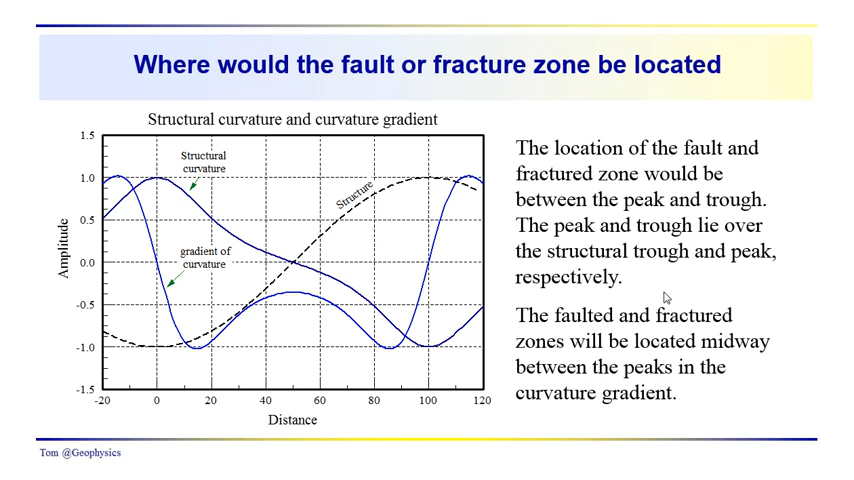 Where would the fault or fracture zone be located
Structural curvature and curvature gradient
1.5
1.0
0.5
0.0
-0.5
-1.0
-1.5
Amplitude
Structural
curvature
Structure
gradient of
curvature
-20
0
20
40
60
80
100
120
Distance
The location of the fault and
fractured zone would be
between the peak and trough.
The peak and trough lie over
the structural trough and peak,
respectively.
The faulted and fractured
zones will be located midway
between the peaks in the
curvature gradient.
Tom @Geophysics